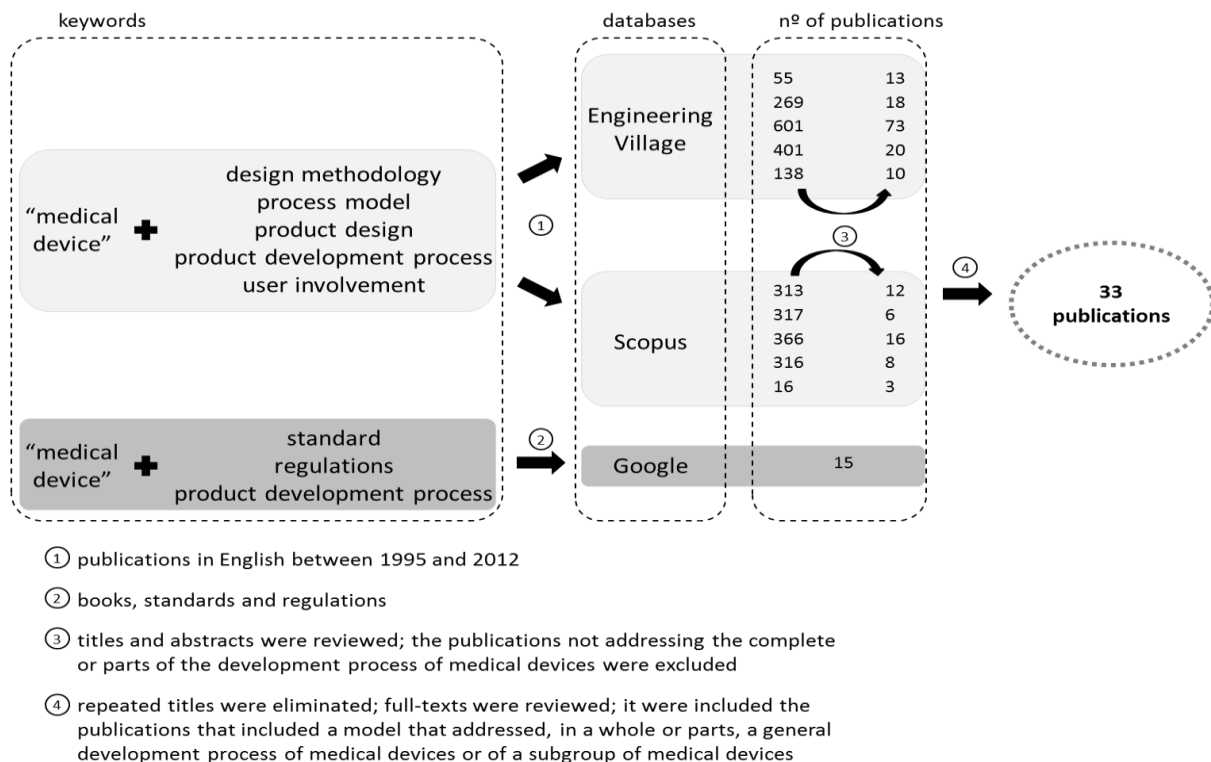 keywords
databases
nº of publications
"medical
device"
design methodology
process model
product design
product development process
user involvement
①
Engineering
Village
55 13
269 18
601 73
401 20
138 10
③
Scopus
313 12
317 6
366 16
316 8
16 3
④
33
publications
"medical
device"
standard
regulations
product development process
②
Google
15
① publications in English between 1995 and 2012
② books, standards and regulations
③ titles and abstracts were reviewed; the publications not addressing the complete
or parts of the development process of medical devices were excluded
④ repeated titles were eliminated; full-texts were reviewed; it were included the
publications that included a model that addressed, in a whole or parts, a general
development process of medical devices or of a subgroup of medical devices